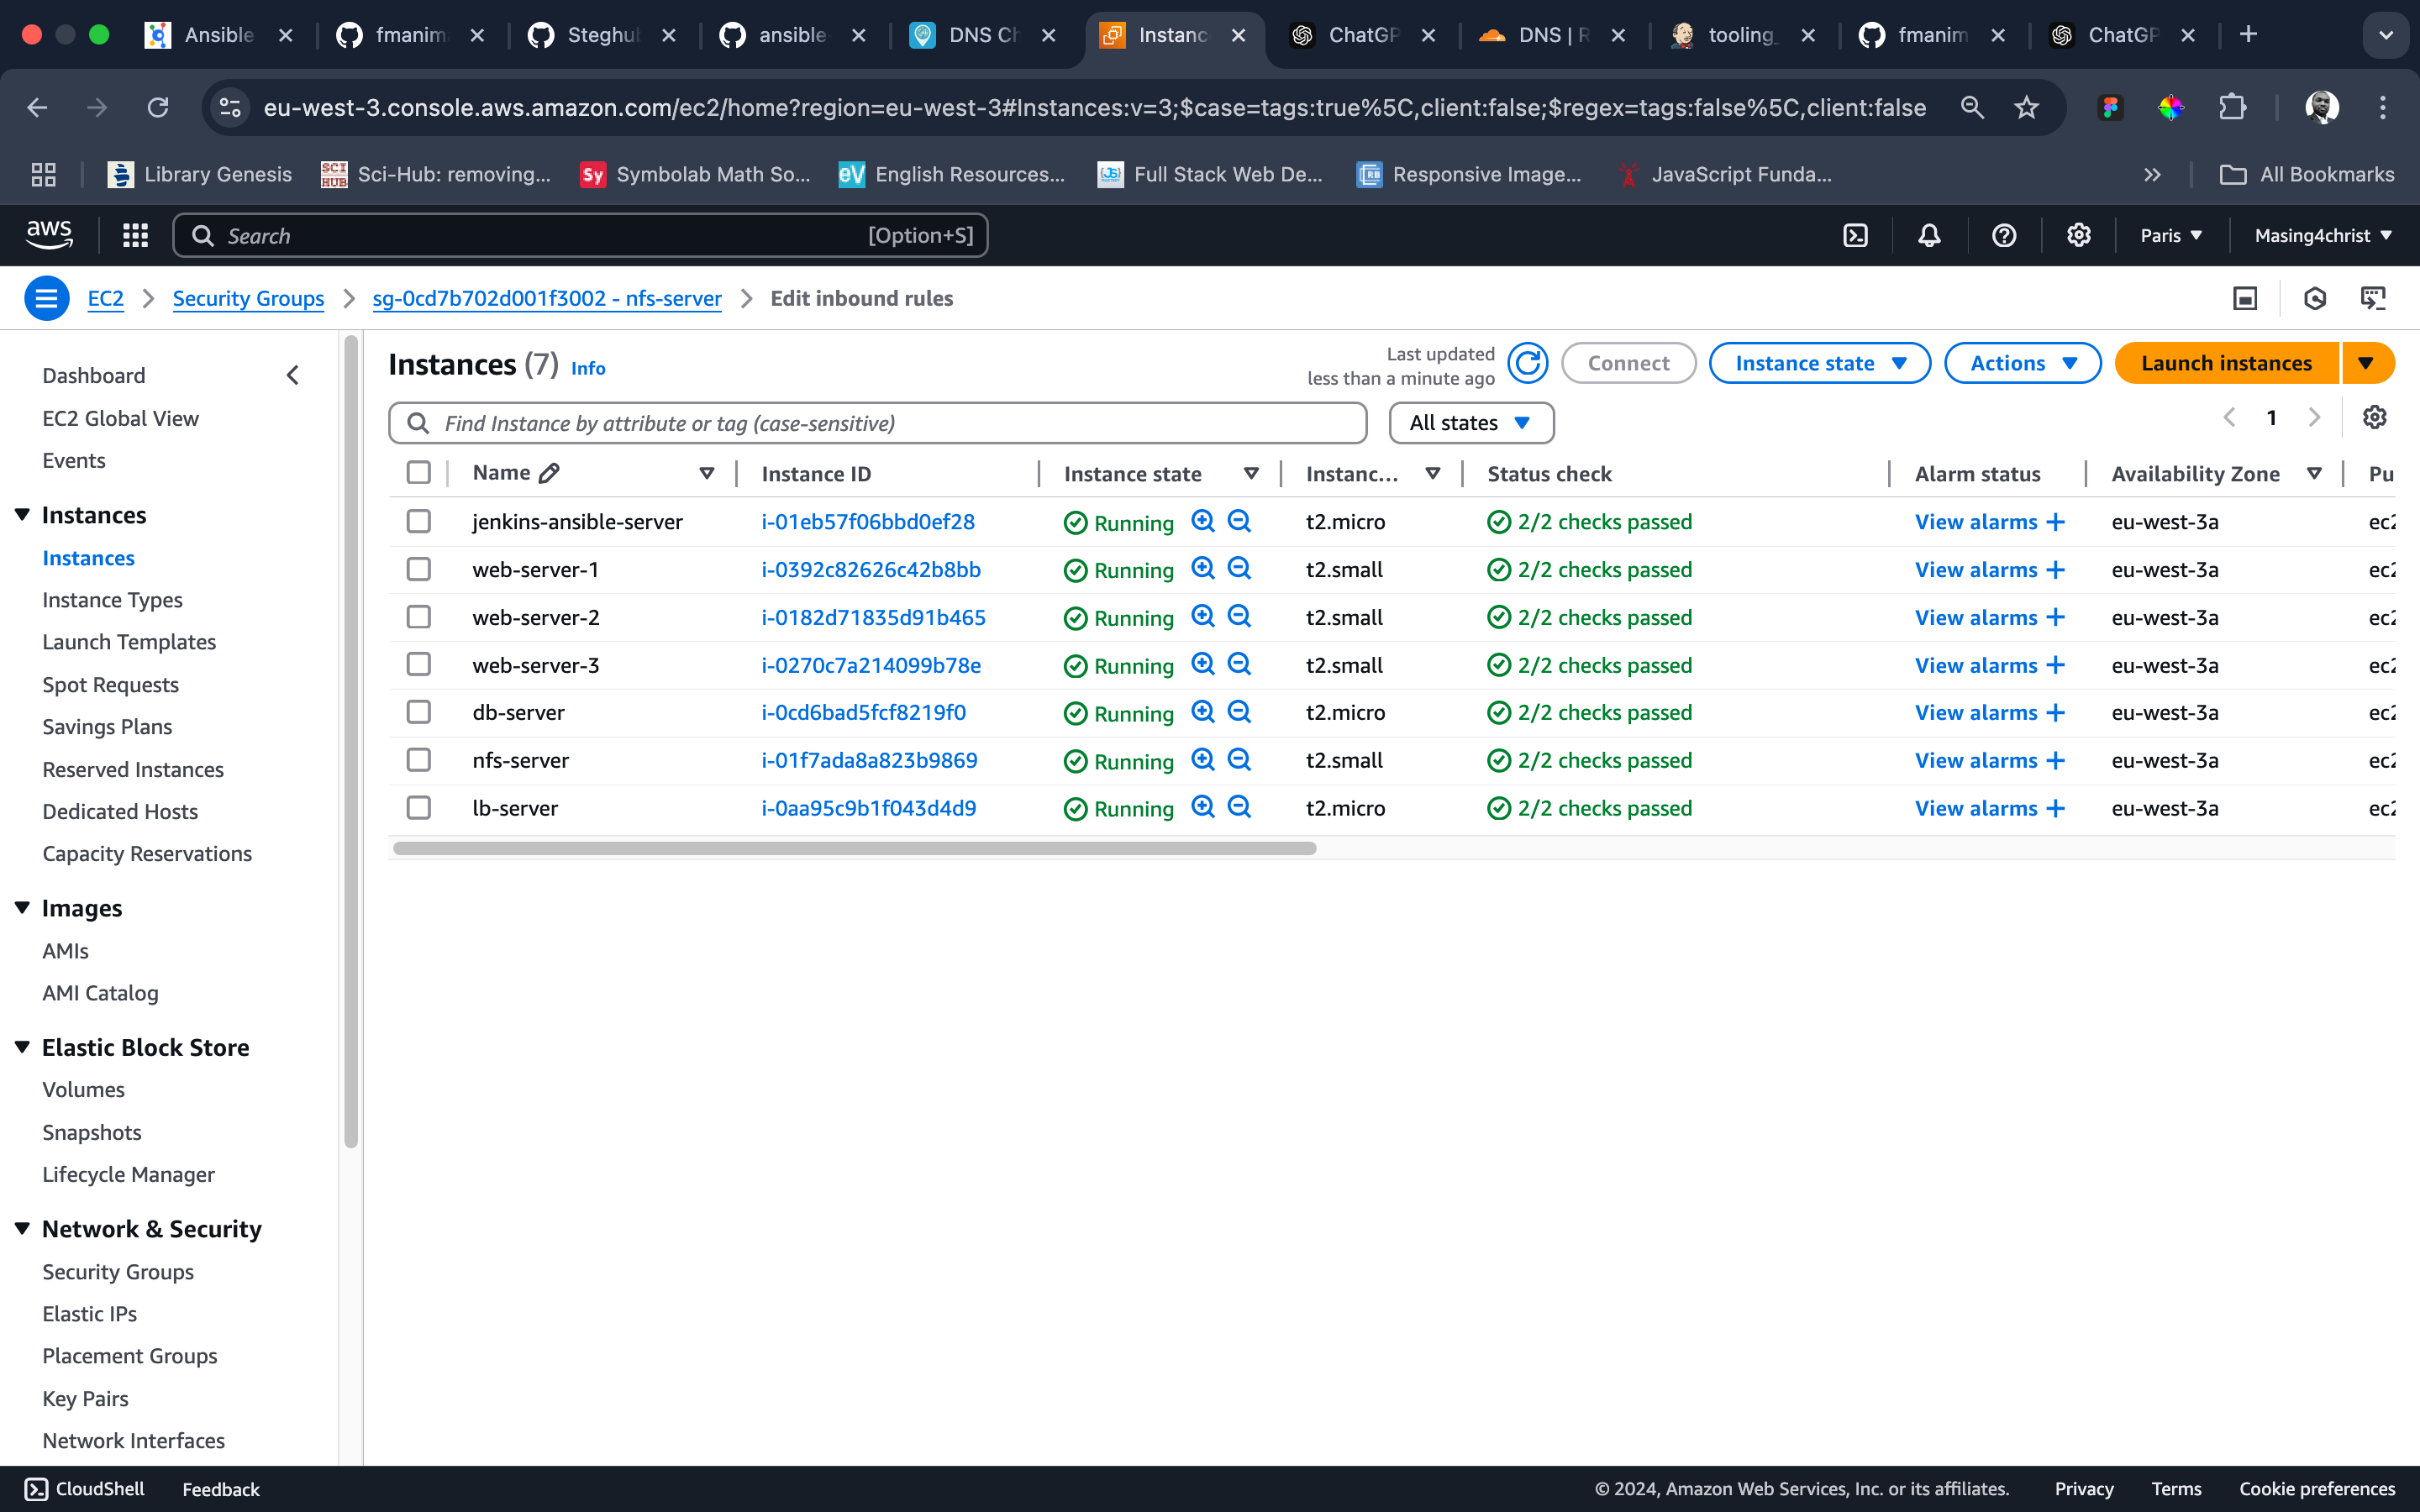 Ansible
fmanim
Steghu
ansible-
DNS Ch
Instanc
ChatGP
DNS | R
tooling_
fmanim
ChatGP
eu-west-3.console.aws.amazon.com/ec2/home?region=eu-west-3#Instances:v=3;$case=tags:true%5C,client:false;$regex=tags:false%5C,client:false
Library Genesis
SCI HUB Sci-Hub: removing...
Sy Symbolab Math So...
eV English Resources...
Full Stack Web De...
Responsive Image...
JavaScript Funda...
All Bookmarks
aws
Search [Option+S]
Paris
Masing4christ
EC2 > Security Groups > sg-0cd7b702d001f3002 - nfs-server > Edit inbound rules
Dashboard
EC2 Global View
Events
Instances
Instances
Instance Types
Launch Templates
Spot Requests
Savings Plans
Reserved Instances
Dedicated Hosts
Capacity Reservations
Images
AMIs
AMI Catalog
Elastic Block Store
Volumes
Snapshots
Lifecycle Manager
Network & Security
Security Groups
Elastic IPs
Placement Groups
Key Pairs
Network Interfaces
Instances (7) Info
Last updated
less than a minute ago
Connect
Instance state
Actions
Launch instances
Find Instance by attribute or tag (case-sensitive)
All states
1
Name Instance ID Instance state Instanc... Status check Alarm status Availability Zone Pu
jenkins-ansible-server i-01eb57f06bbd0ef28 Running t2.micro 2/2 checks passed View alarms + eu-west-3a ec2
web-server-1 i-0392c82626c42b8bb Running t2.small 2/2 checks passed View alarms + eu-west-3a ec2
web-server-2 i-0182d71835d91b465 Running t2.small 2/2 checks passed View alarms + eu-west-3a ec2
web-server-3 i-0270c7a214099b78e Running t2.small 2/2 checks passed View alarms + eu-west-3a ec2
db-server i-0cd6bad5fcf8219f0 Running t2.micro 2/2 checks passed View alarms + eu-west-3a ec2
nfs-server i-01f7ada8a823b9869 Running t2.small 2/2 checks passed View alarms + eu-west-3a ec2
lb-server i-0aa95c9b1f043d4d9 Running t2.micro 2/2 checks passed View alarms + eu-west-3a ec2
CloudShell
Feedback
© 2024, Amazon Web Services, Inc. or its affiliates.
Privacy
Terms
Cookie preferences